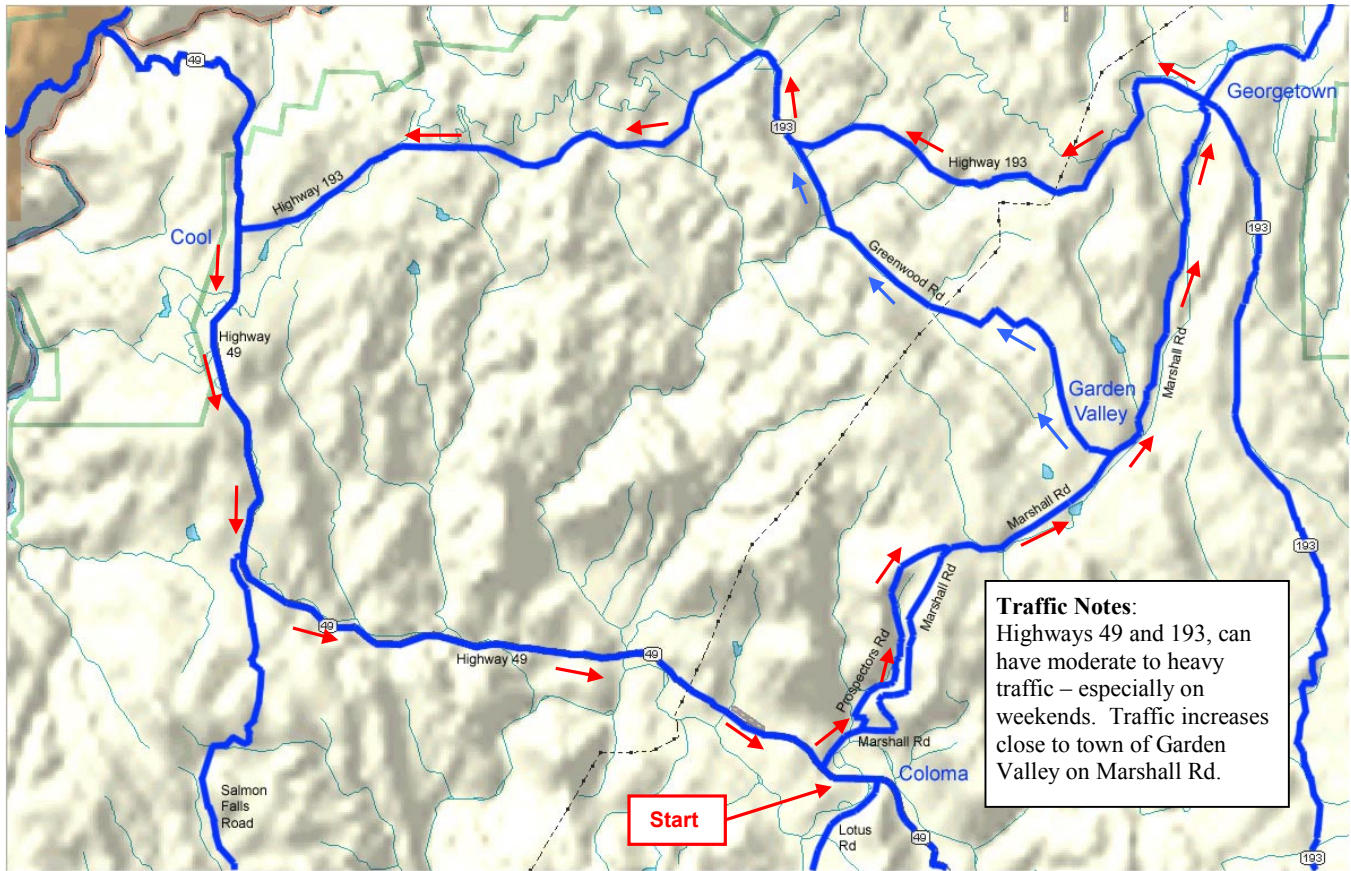 49
Georgetown
193
Highway 193
Highway 193
193
Cool
Greenwood Rd
Highway
49
Marshall Rd
Garden
Valley
Marshall Rd
193
Marshall Rd
Prospectors Rd
49
Highway 49
49
Marshall Rd
Coloma
Traffic Notes:
Highways 49 and 193, can
have moderate to heavy
traffic – especially on
weekends. Traffic increases
close to town of Garden
Valley on Marshall Rd.
Salmon
Falls
Road
Start
Lotus
Rd
49
193
193